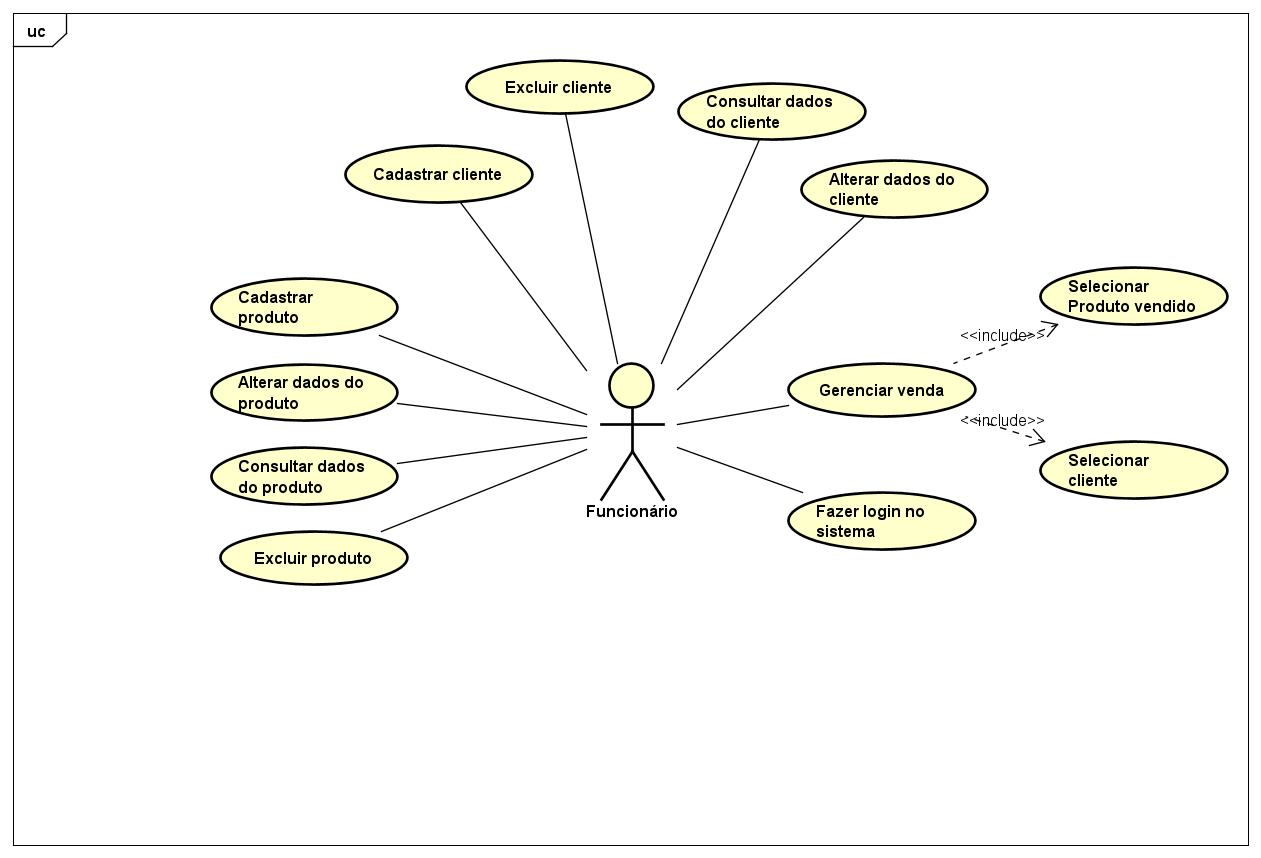 uc
Excluir cliente
Consultar dados
do cliente
Cadastrar cliente
Alterar dados do
cliente
Cadastrar
produto
Selecionar
Produto vendido
<<include>>
Alterar dados do
produto
Gerenciar venda
<<include>>
Consultar dados
do produto
Selecionar
cliente
Funcionário
Fazer login no
sistema
Excluir produto